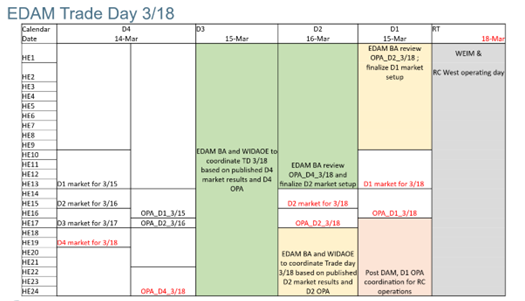 EDAM Trade Day 3/18
Calendar D4 D3 D2 D1 RT
Date 14-Mar 15-Mar 16-Mar 15-Mar 18-Mar
HE1
HE2
HE3
HE4
HE5
HE6
HE7
HE8
HE9
HE10
HE11
HE12
HE13 D1 market for 3/15
HE14
HE15 D2 market for 3/16
HE16 OPA_D1_3/15
HE17 D3 market for 3/17 OPA_D2_3/16
HE18
HE19 D4 market for 3/18
HE20
HE21
HE22
HE23
HE24 OPA_D4_3/18
EDAM BA and WIDAOE to
coordinate TD 3/18
based on published D4
market results and D4
OPA
EDAM BA review
OPA_D4_3/18 and
finalize D2 market setup
D2 market for 3/18
OPA_D2_3/18
EDAM BA and WIDAOE
to coordinate Trade day
3/18 based on published
D2 market results and
D2 OPA
EDAM BA review
OPA_D2_3/18 ;
finalize D1 market
setup
D1 market for 3/18
OPA_D1_3/18
Post DAM, D1 OPA
coordination for RC
operations
WEIM &
RC West operating day